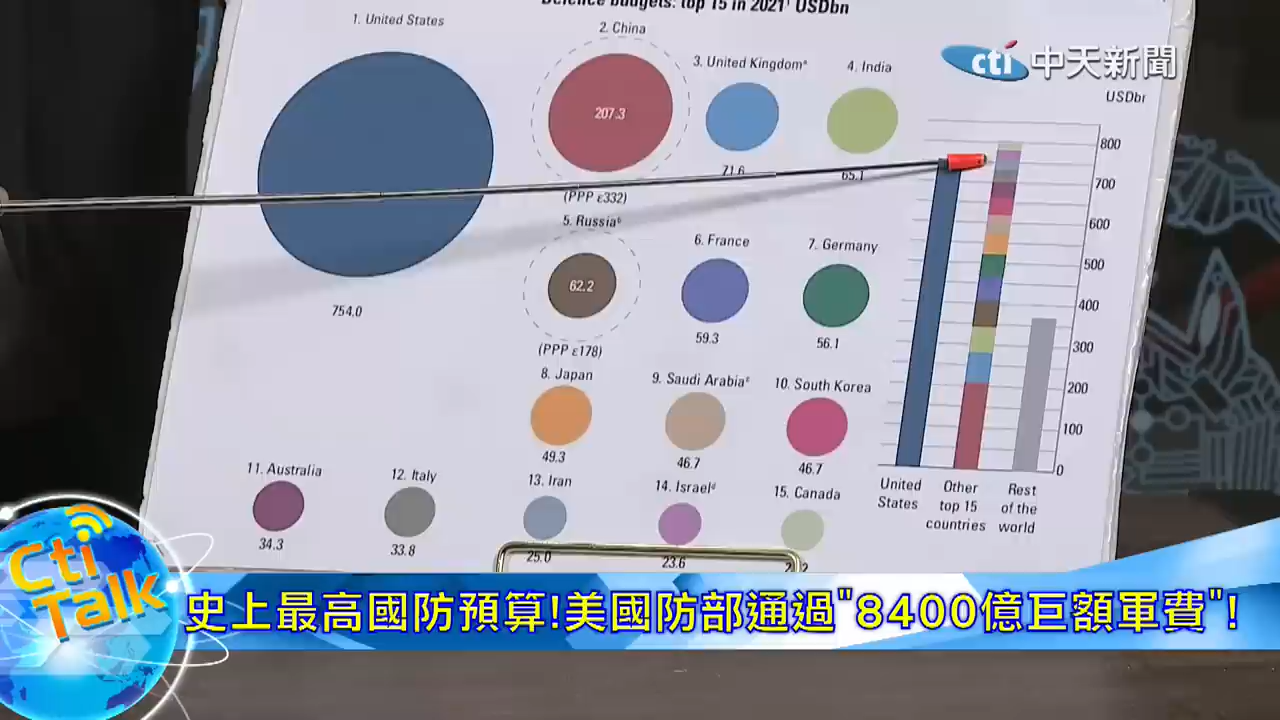 Defence budgets: top 15 in 2021† USDbn
1. United States
2. China
3. United Kingdomª
4. India
cti 中天新聞
USDbn
207.3
71.6
65.1
754.0
(PPP ε332)
5. Russiaᵇ
6. France
7. Germany
62.2
59.3
56.1
(PPP ε178)
8. Japan
9. Saudi Arabiaᶜ
10. South Korea
49.3
46.7
46.7
11. Australia
12. Italy
13. Iran
14. Israelᵈ
15. Canada
34.3
33.8
25.0
23.6
800
700
600
500
400
300
200
100
0
United States
Other top 15 countries
Rest of the world
Cti Talk
史上最高國防預算!美國防部通過"8400億巨額軍費"!